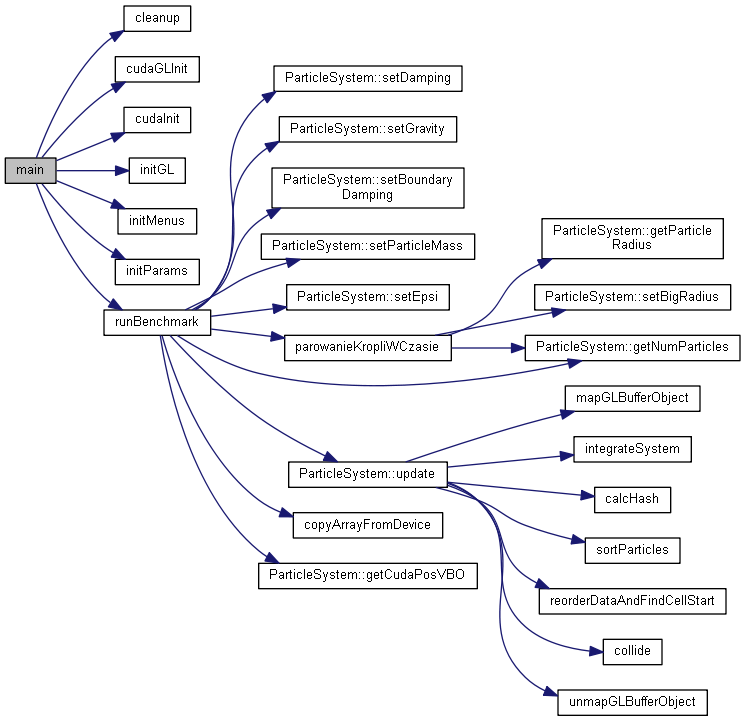 main
cleanup
cudaGLInit
cudaInit
initGL
initMenus
initParams
runBenchmark
ParticleSystem::setDamping
ParticleSystem::setGravity
ParticleSystem::setBoundary
Damping
ParticleSystem::setParticleMass
ParticleSystem::setEpsi
parowanieKropliWCzasie
ParticleSystem::getParticle
Radius
ParticleSystem::setBigRadius
ParticleSystem::getNumParticles
ParticleSystem::update
copyArrayFromDevice
ParticleSystem::getCudaPosVBO
mapGLBufferObject
integrateSystem
calcHash
sortParticles
reorderDataAndFindCellStart
collide
unmapGLBufferObject